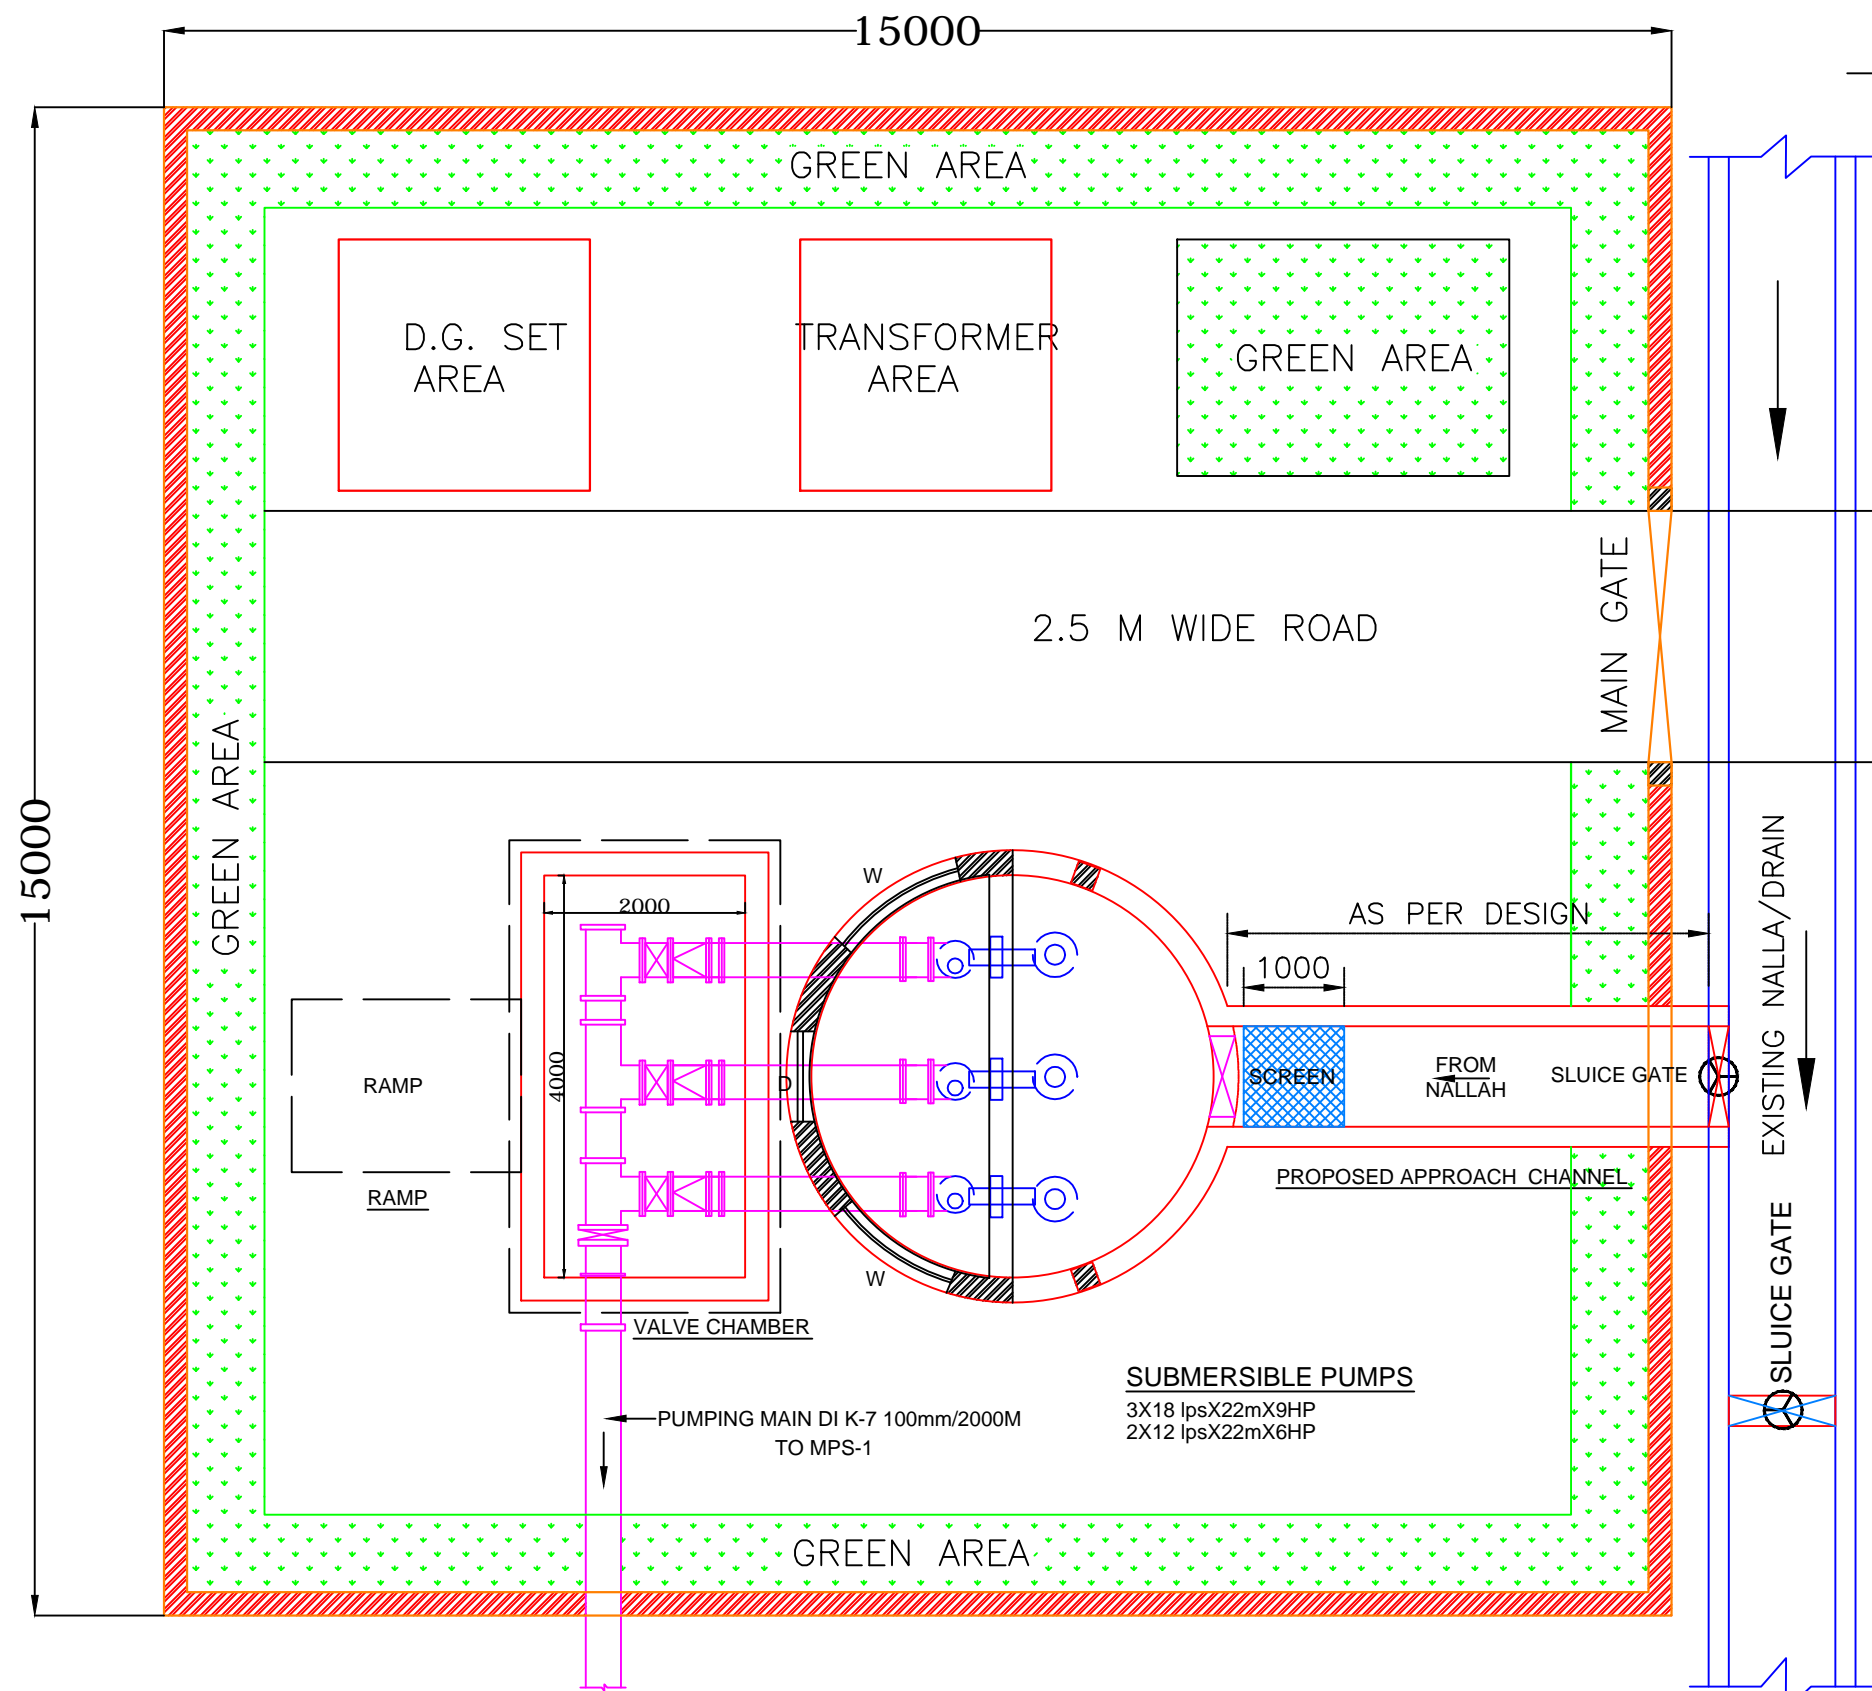 15000
GREEN AREA
D.G. SET
AREA
TRANSFORMER
AREA
GREEN AREA
MAIN GATE
2.5 M WIDE ROAD
15000
GREEN AREA
EXISTING NALLA/DRAIN
W
2000
AS PER DESIGN
1000
4000
RAMP
D
SCREEN
FROM
NALLAH
SLUICE GATE
RAMP
PROPOSED APPROACH CHANNEL
SLUICE GATE
W
VALVE CHAMBER
SUBMERSIBLE PUMPS
3X18 lpsX22mX9HP
2X12 lpsX22mX6HP
PUMPING MAIN DI K-7 100mm/2000M
TO MPS-1
GREEN AREA